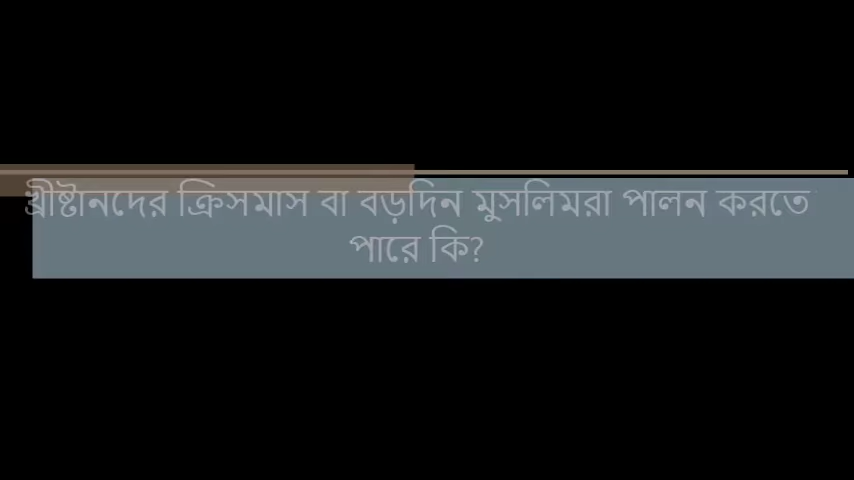 খ্রীষ্টানদের ক্রিসমাস বা বড়দিন মুসলিমরা পালন করতে
পারে কি?